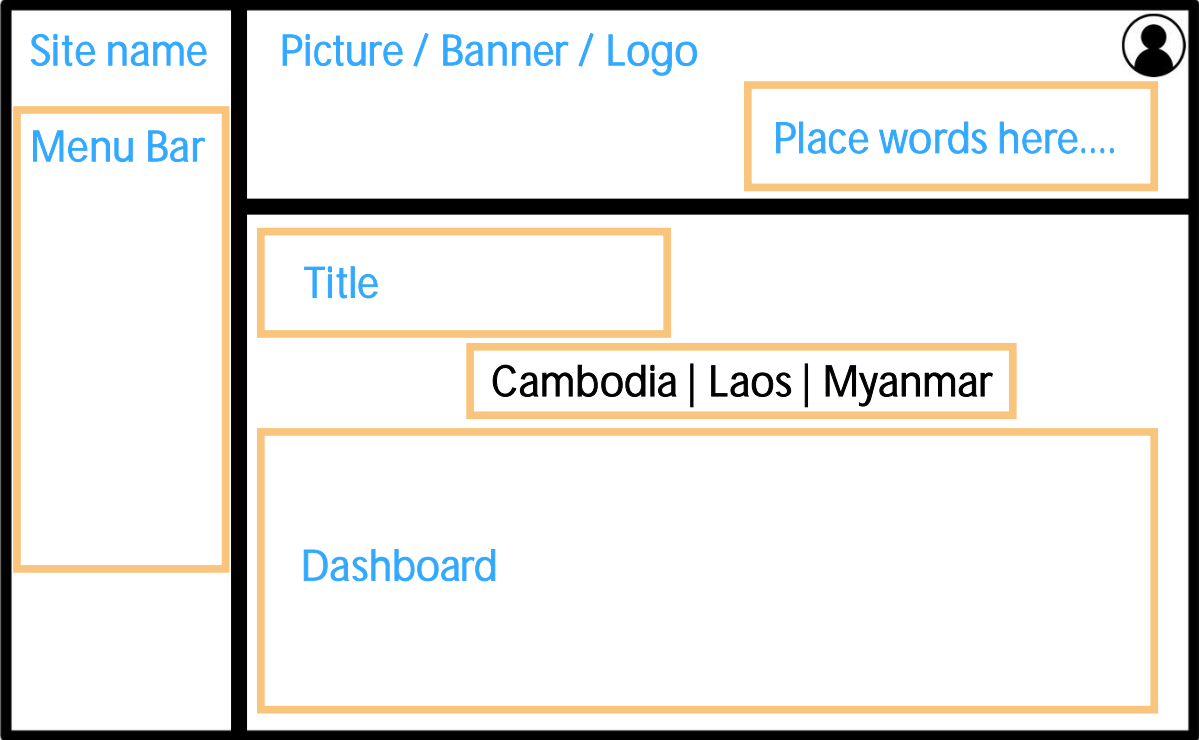 Site name
Menu Bar
Picture / Banner / Logo
Place words here....
Title
Cambodia | Laos | Myanmar
Dashboard